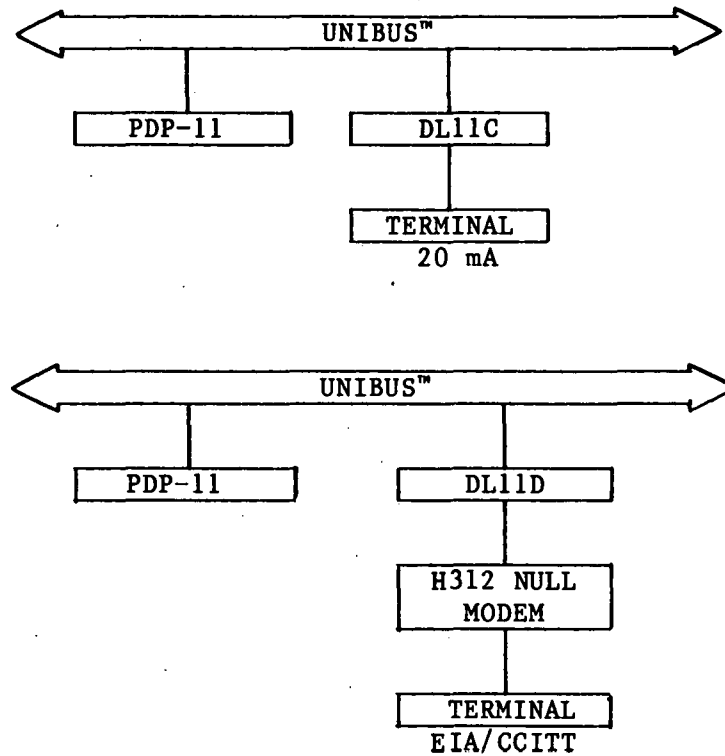 UNIBUS™
PDP-11 DL11C
TERMINAL
20 mA
UNIBUS™
PDP-11 DL11D
H312 NULL
MODEM
TERMINAL
EIA/CCITT